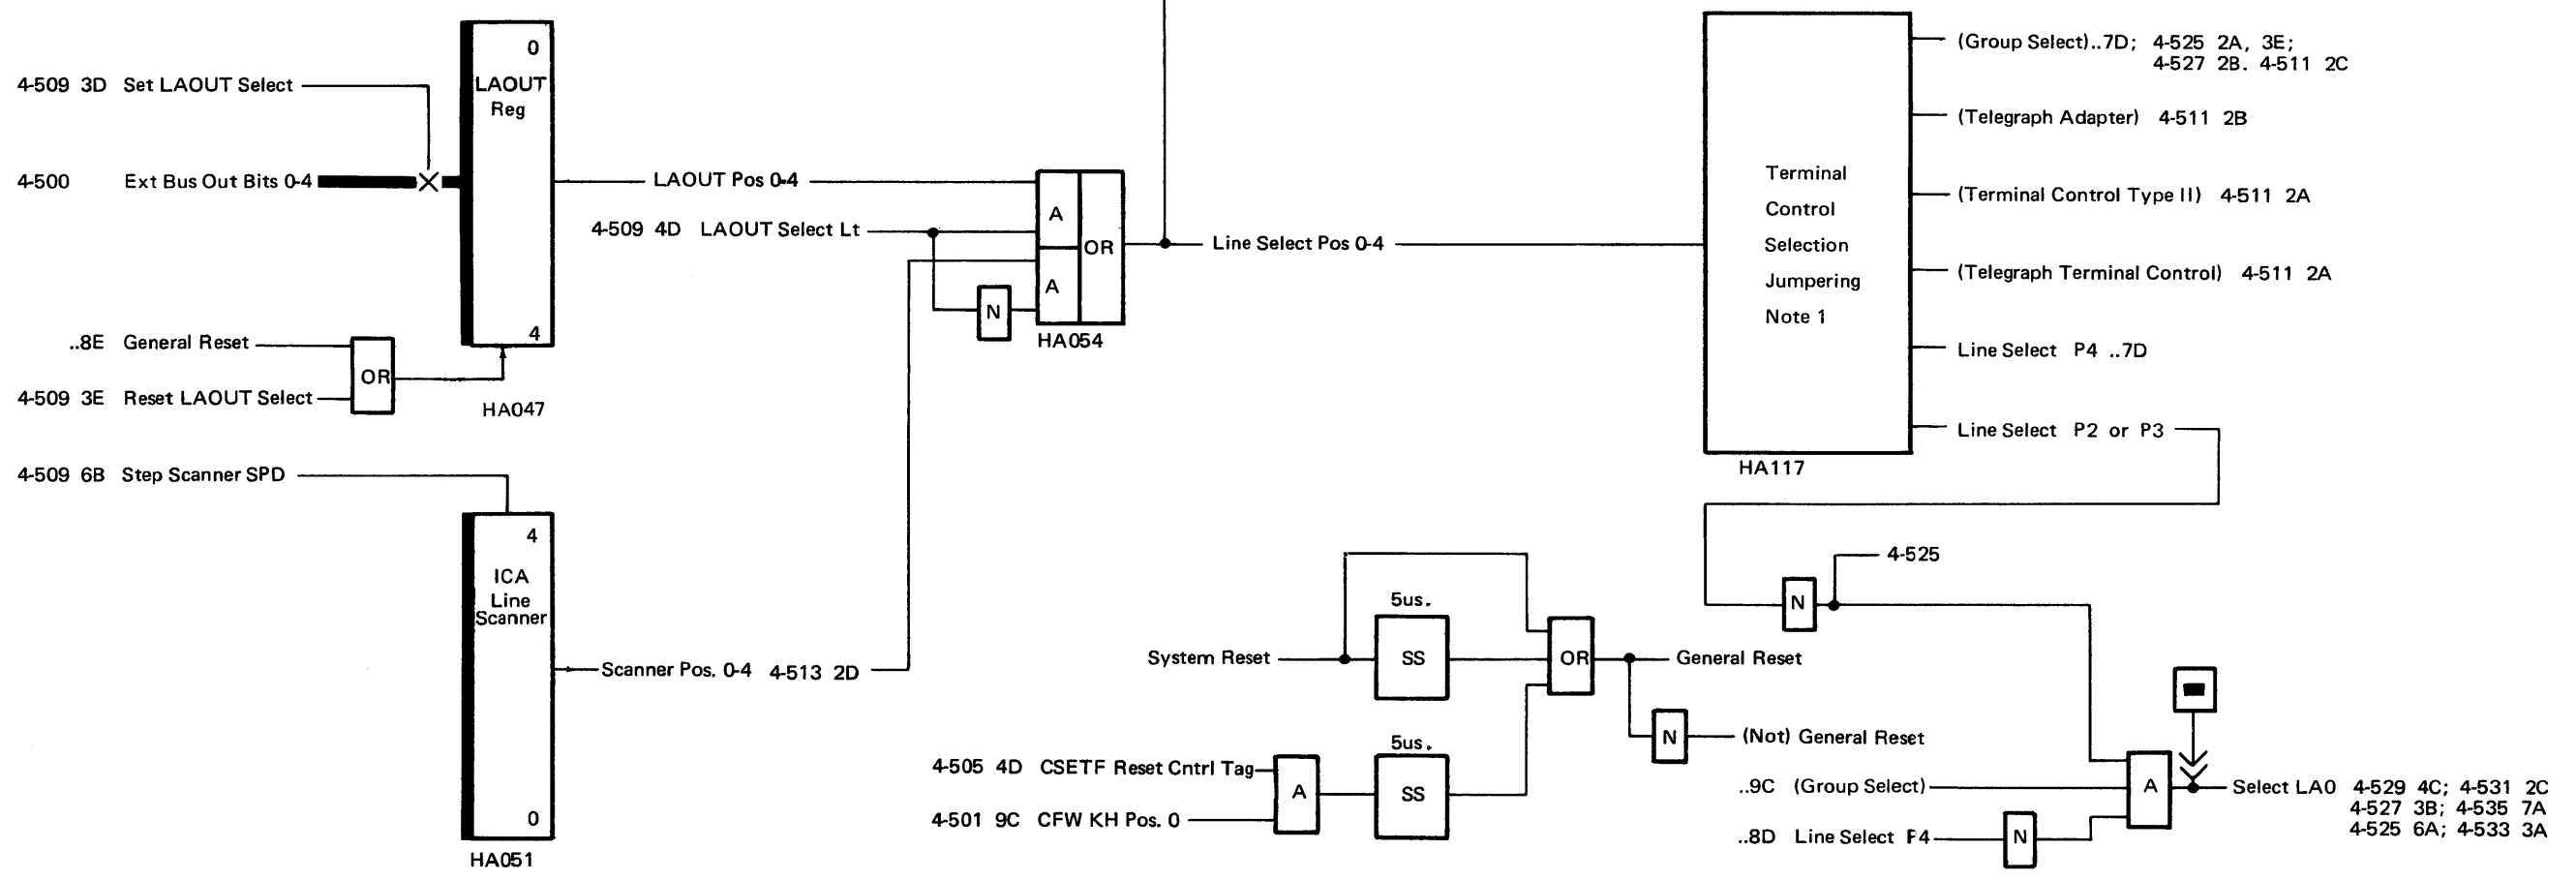 0
LAOUT
Reg
4
4-509 3D Set LAOUT Select
4-500 Ext Bus Out Bits 0-4
LAOUT Pos 0-4
4-509 4D LAOUT Select Lt
A
OR
A
N
HA054
Line Select Pos 0-4
..8E General Reset
OR
4-509 3E Reset LAOUT Select
HA047
4-509 6B Step Scanner SPD
4
ICA
Line
Scanner
0
HA051
Scanner Pos. 0-4 4-513 2D
Terminal
Control
Selection
Jumpering
Note 1
HA117
(Group Select)..7D; 4-525 2A, 3E;
4-527 2B. 4-511 2C
(Telegraph Adapter) 4-511 2B
(Terminal Control Type II) 4-511 2A
(Telegraph Terminal Control) 4-511 2A
Line Select P4 ..7D
Line Select P2 or P3
4-525
N
5us.
System Reset
SS
OR
General Reset
N
(Not) General Reset
5us.
4-505 4D CSETF Reset Cntrl Tag
A
SS
4-501 9C CFW KH Pos. 0
..9C (Group Select)
A
Select LA0 4-529 4C; 4-531 2C
4-527 3B; 4-535 7A
4-525 6A; 4-533 3A
..8D Line Select P4
N